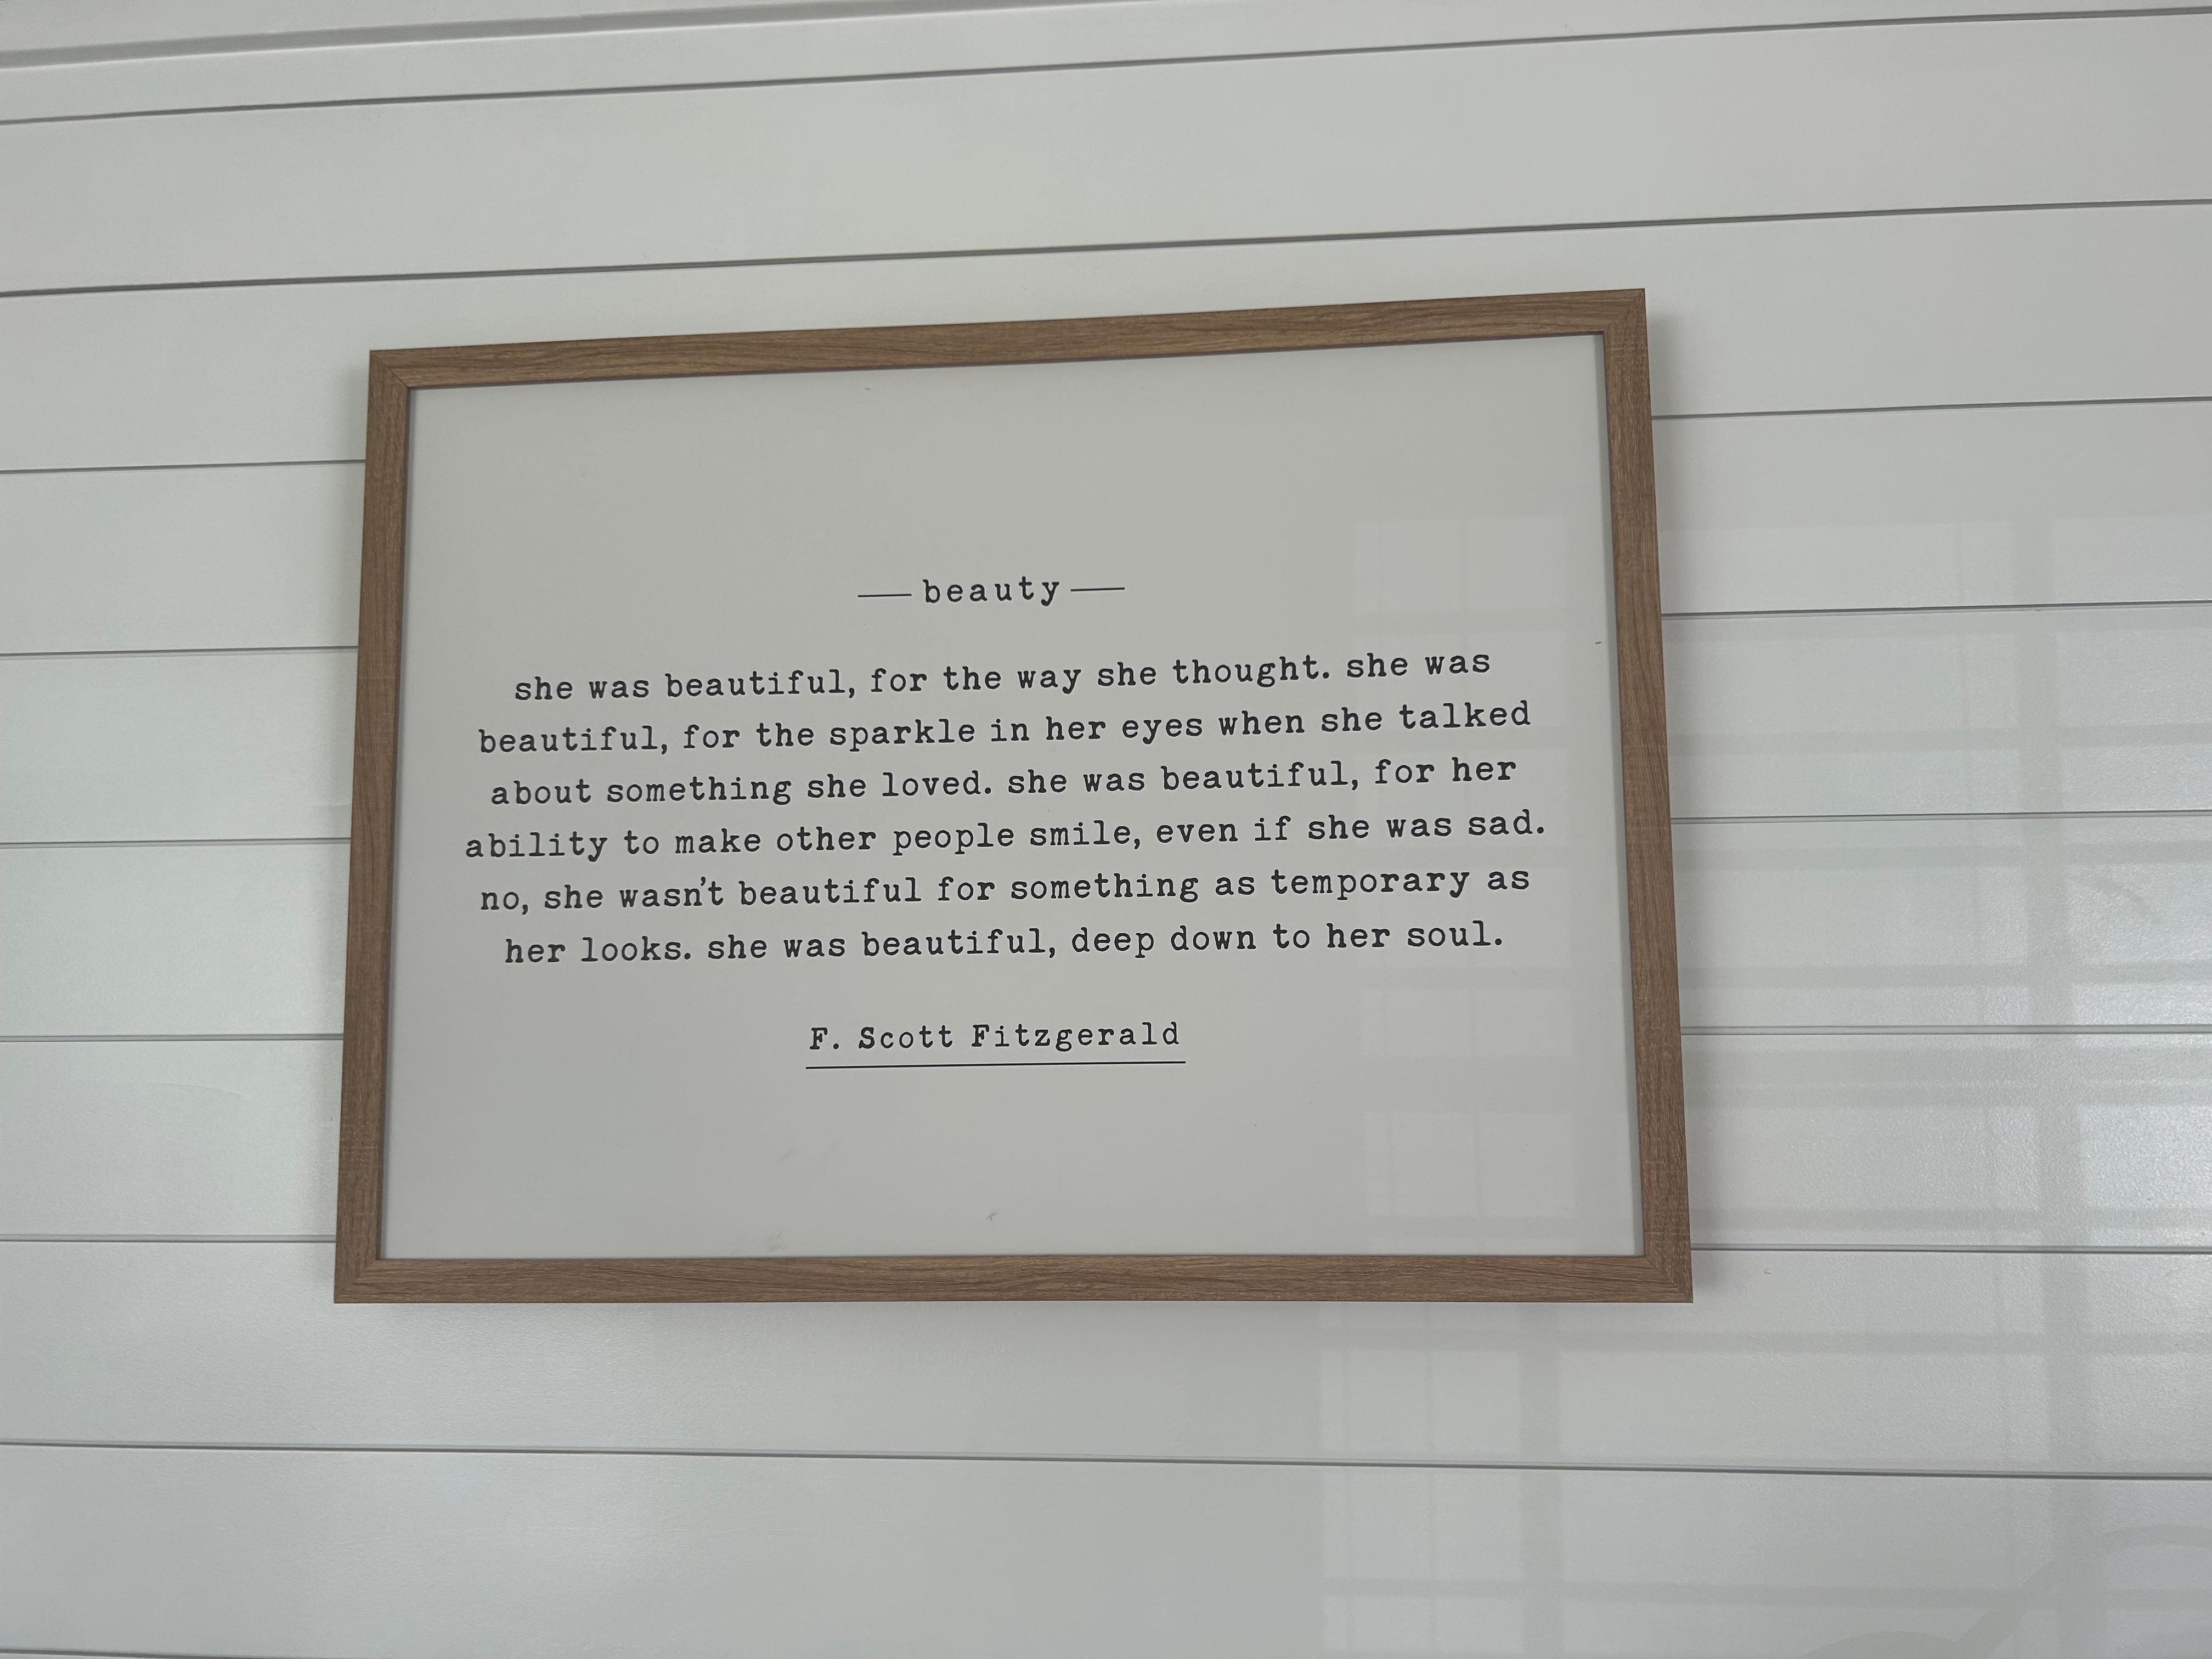 — beauty —
she was beautiful, for the way she thought. she was
beautiful, for the sparkle in her eyes when she talked
about something she loved. she was beautiful, for her
ability to make other people smile, even if she was sad.
no, she wasn't beautiful for something as temporary as
her looks. she was beautiful, deep down to her soul.
F. Scott Fitzgerald